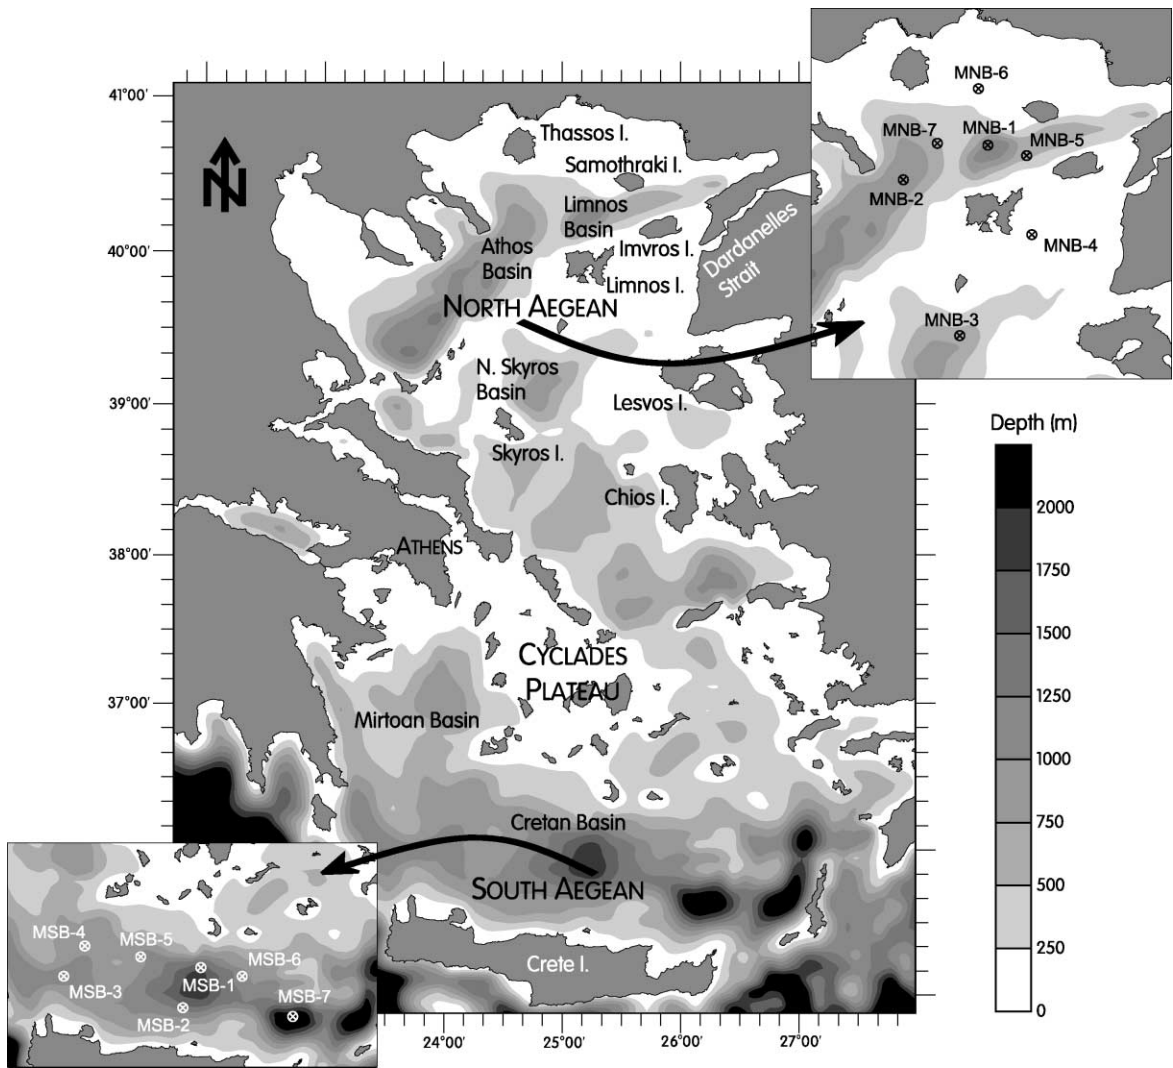 MNB-6
MNB-7
MNB-1
MNB-5
MNB-2
MNB-4
MNB-3
41°00'
40°00'
39°00'
38°00'
37°00'
N
Thassos I.
Samothraki I.
Limnos
Basin
Athos
Basin
Imvros I.
Limnos I.
Dardanelles
Strait
NORTH AEGEAN
N. Skyros
Basin
Lesvos I.
Skyros I.
Chios I.
ATHENS
CYCLADES
PLATEAU
Mirtoan Basin
Cretan Basin
SOUTH AEGEAN
Crete I.
Depth (m)
2000
1750
1500
1250
1000
750
500
250
0
MSB-4
MSB-5
MSB-6
MSB-3
MSB-1
MSB-7
MSB-2
24°00'
25°00'
26°00'
27°00'